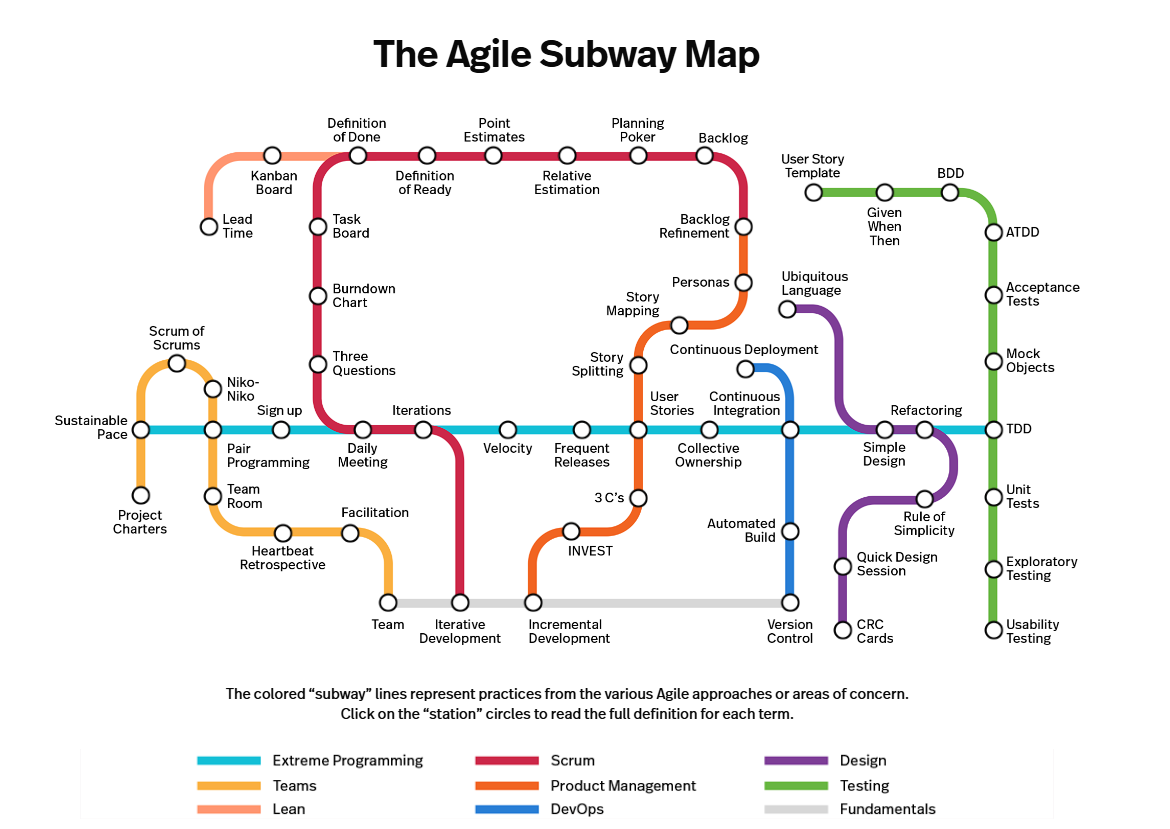 The Agile Subway Map
Definition
of Done
Point
Estimates
Planning
Poker
Backlog
Kanban
Board
Definition
of Ready
Relative
Estimation
User Story
Template
BDD
Given
When
Then
Lead
Time
Task
Board
Backlog
Refinement
ATDD
Burndown
Chart
Personas
Ubiquitous
Language
Acceptance
Tests
Story
Mapping
Scrum of
Scrums
Three
Questions
Story
Splitting
Continuous Deployment
Mock
Objects
Niko-
Niko
Sustainable
Pace
Sign up
Iterations
User
Stories
Continuous
Integration
Refactoring
TDD
Pair
Programming
Daily
Meeting
Velocity
Frequent
Releases
Collective
Ownership
Simple
Design
Team
Room
3 C's
Unit
Tests
Project
Charters
Facilitation
Rule of
Simplicity
Heartbeat
Retrospective
INVEST
Automated
Build
Quick Design
Session
Exploratory
Testing
Team
Iterative
Development
Incremental
Development
Version
Control
CRC
Cards
Usability
Testing
The colored “subway” lines represent practices from the various Agile approaches or areas of concern.
Click on the “station” circles to read the full definition for each term.
Extreme Programming
Scrum
Design
Teams
Product Management
Testing
Lean
DevOps
Fundamentals